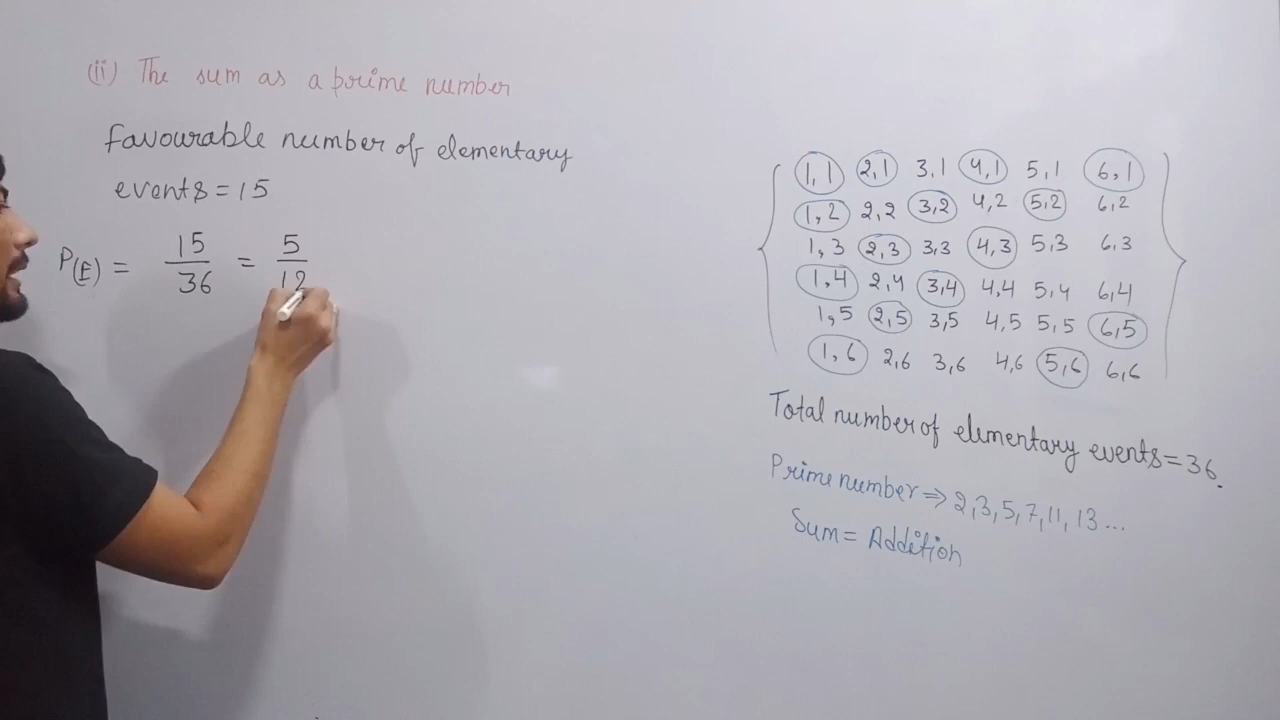 (ii) The sum as a prime number
favourable number of elementary
events = 15
P(E) = 15/36 = 5/12
1,1 2,1 3,1 4,1 5,1 6,1
1,2 2,2 3,2 4,2 5,2 6,2
1,3 2,3 3,3 4,3 5,3 6,3
1,4 2,4 3,4 4,4 5,4 6,4
1,5 2,5 3,5 4,5 5,5 6,5
1,6 2,6 3,6 4,6 5,6 6,6
Total number of elementary events = 36.
Prime number ⇒ 2,3,5,7,11,13...
Sum = Addition